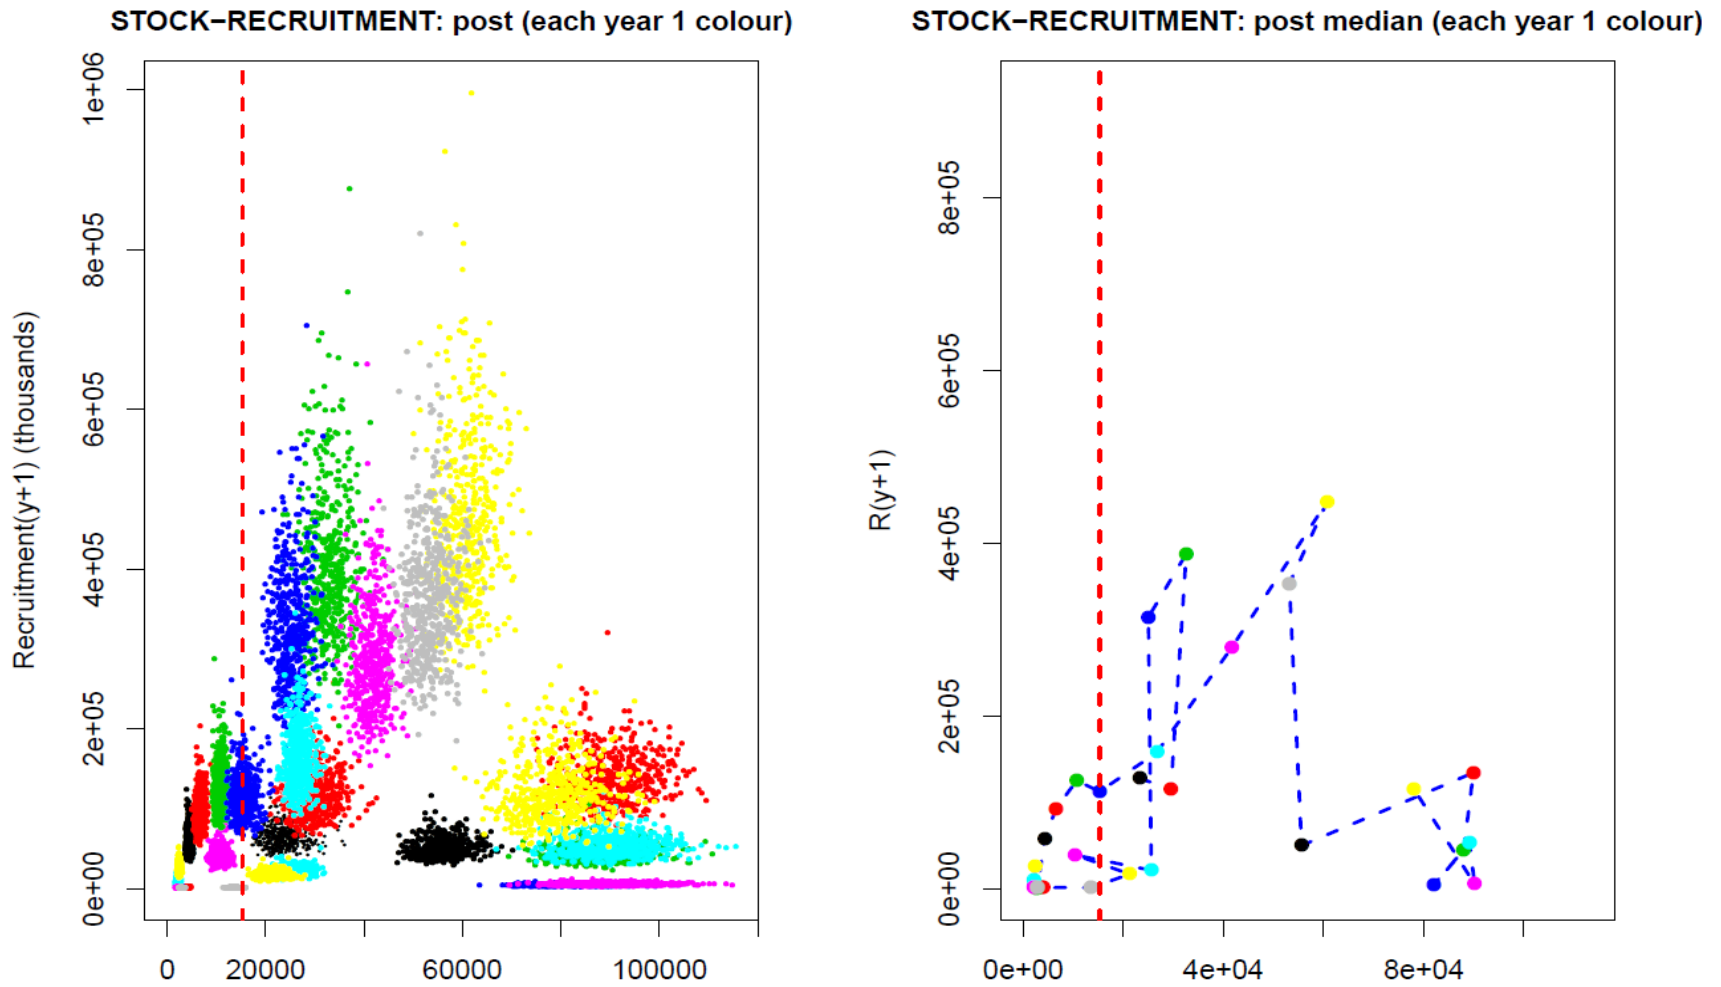 STOCK−RECRUITMENT: post (each year 1 colour)
Recruitment(y+1) (thousands)
1e+06
8e+05
6e+05
4e+05
2e+05
0e+00
0 20000 60000 100000
STOCK−RECRUITMENT: post median (each year 1 colour)
R(y+1)
8e+05
6e+05
4e+05
2e+05
0e+00
0e+00 4e+04 8e+04